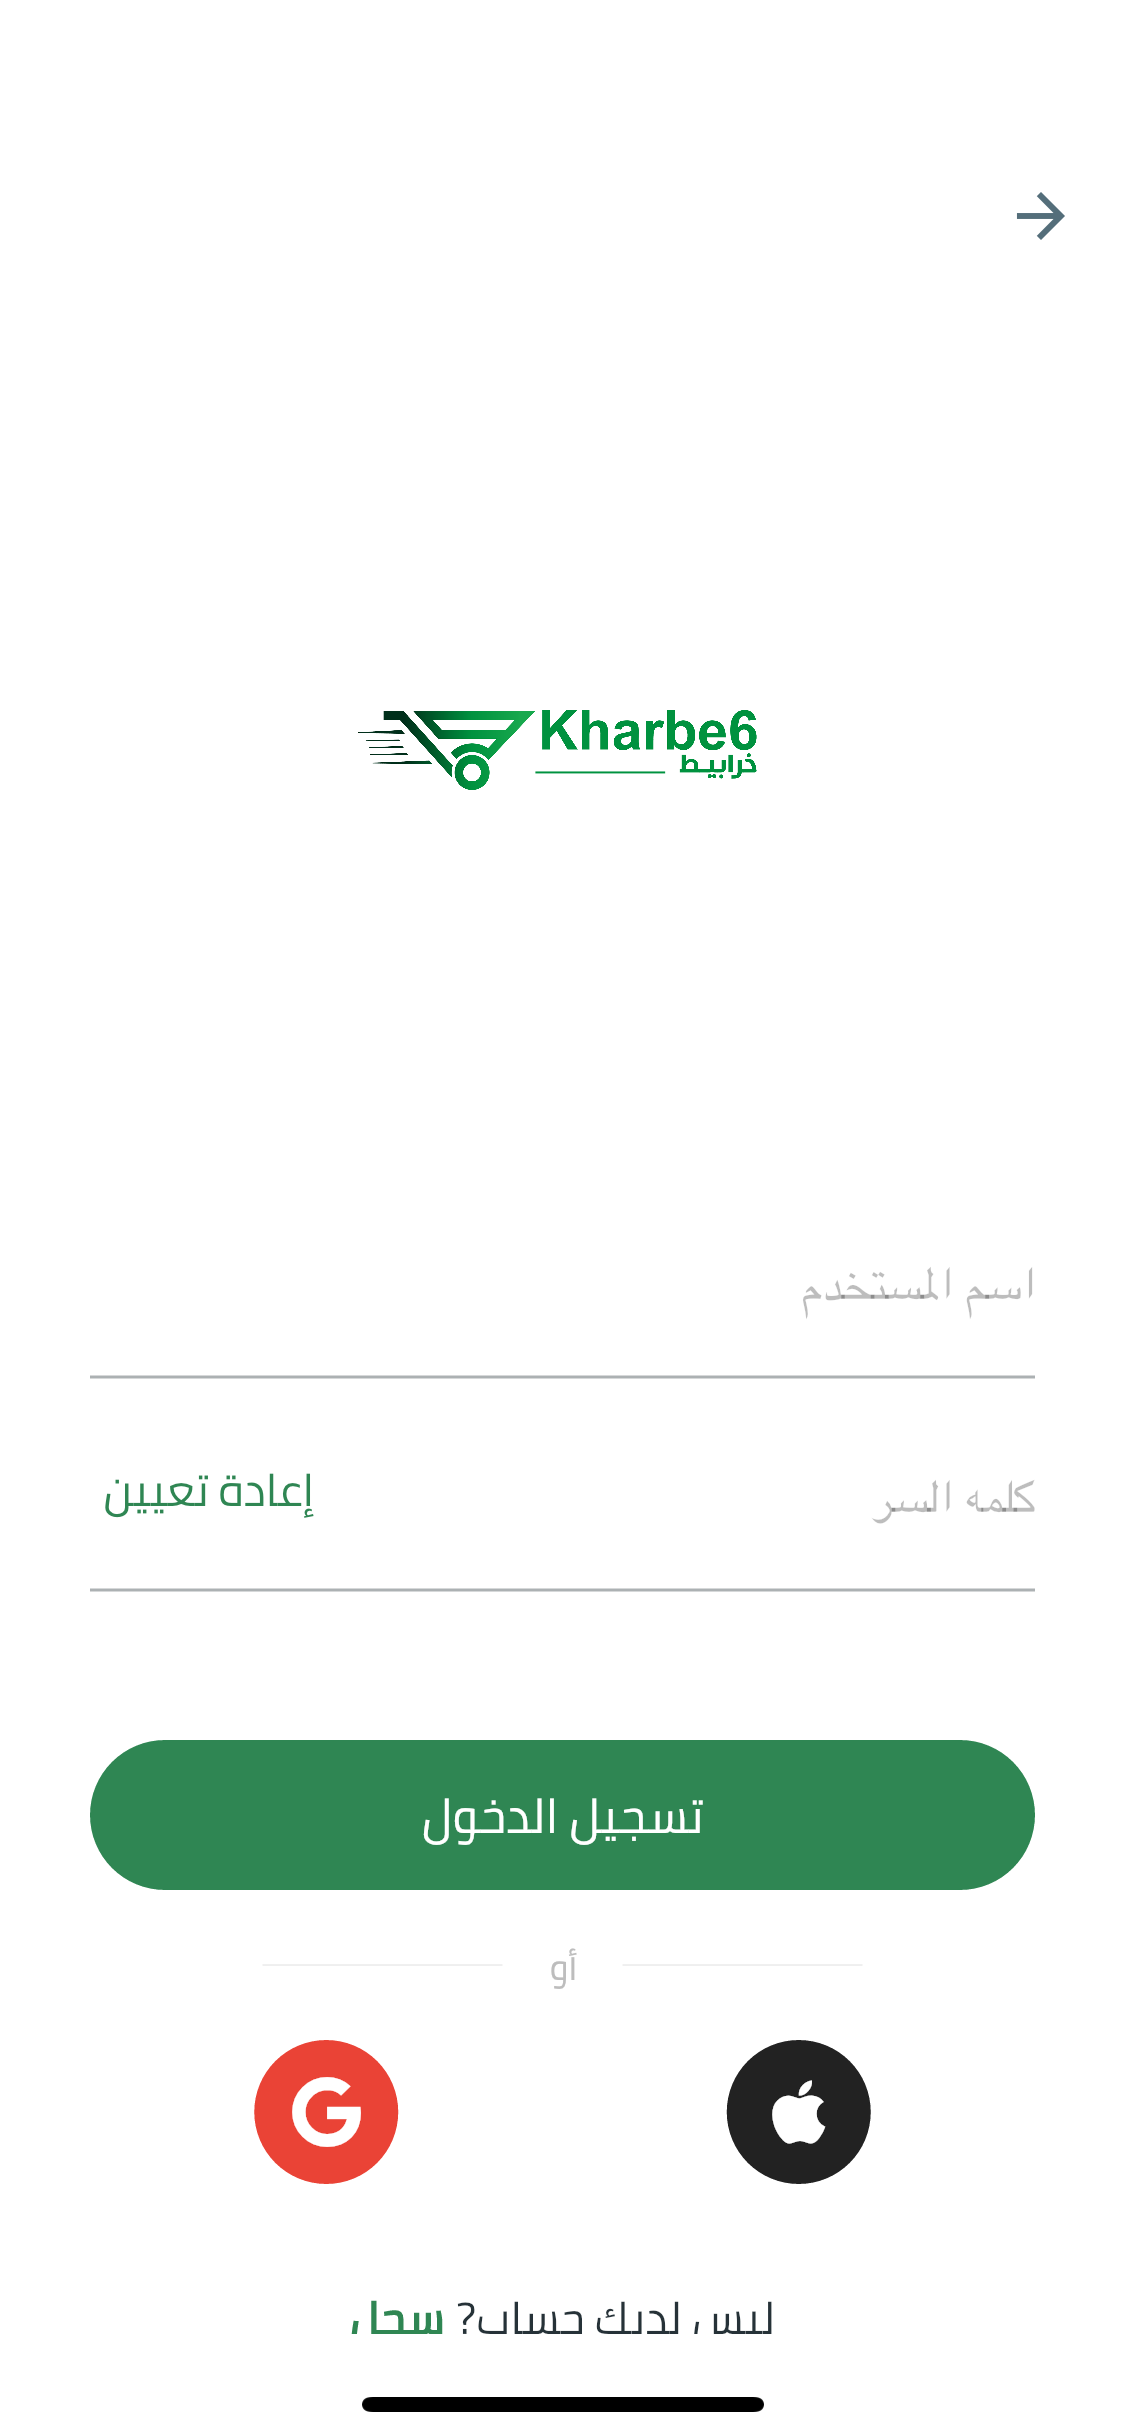 Kharbe6
خرابيط
اسم المستخدم
كلمه السر
إعادة تعيين
تسجيل الدخول
أو
ليس لديك حساب? سجل